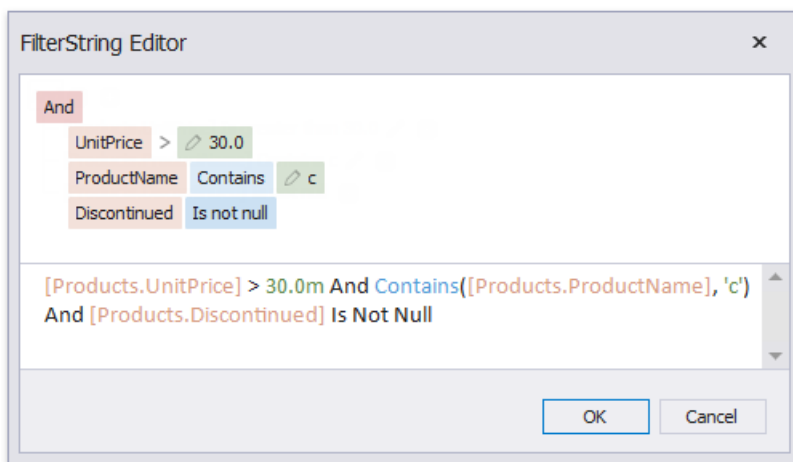 FilterString Editor
And
UnitPrice > 30.0
ProductName Contains c
Discontinued Is not null
[Products.UnitPrice] > 30.0m And Contains([Products.ProductName], 'c')
And [Products.Discontinued] Is Not Null
OK Cancel